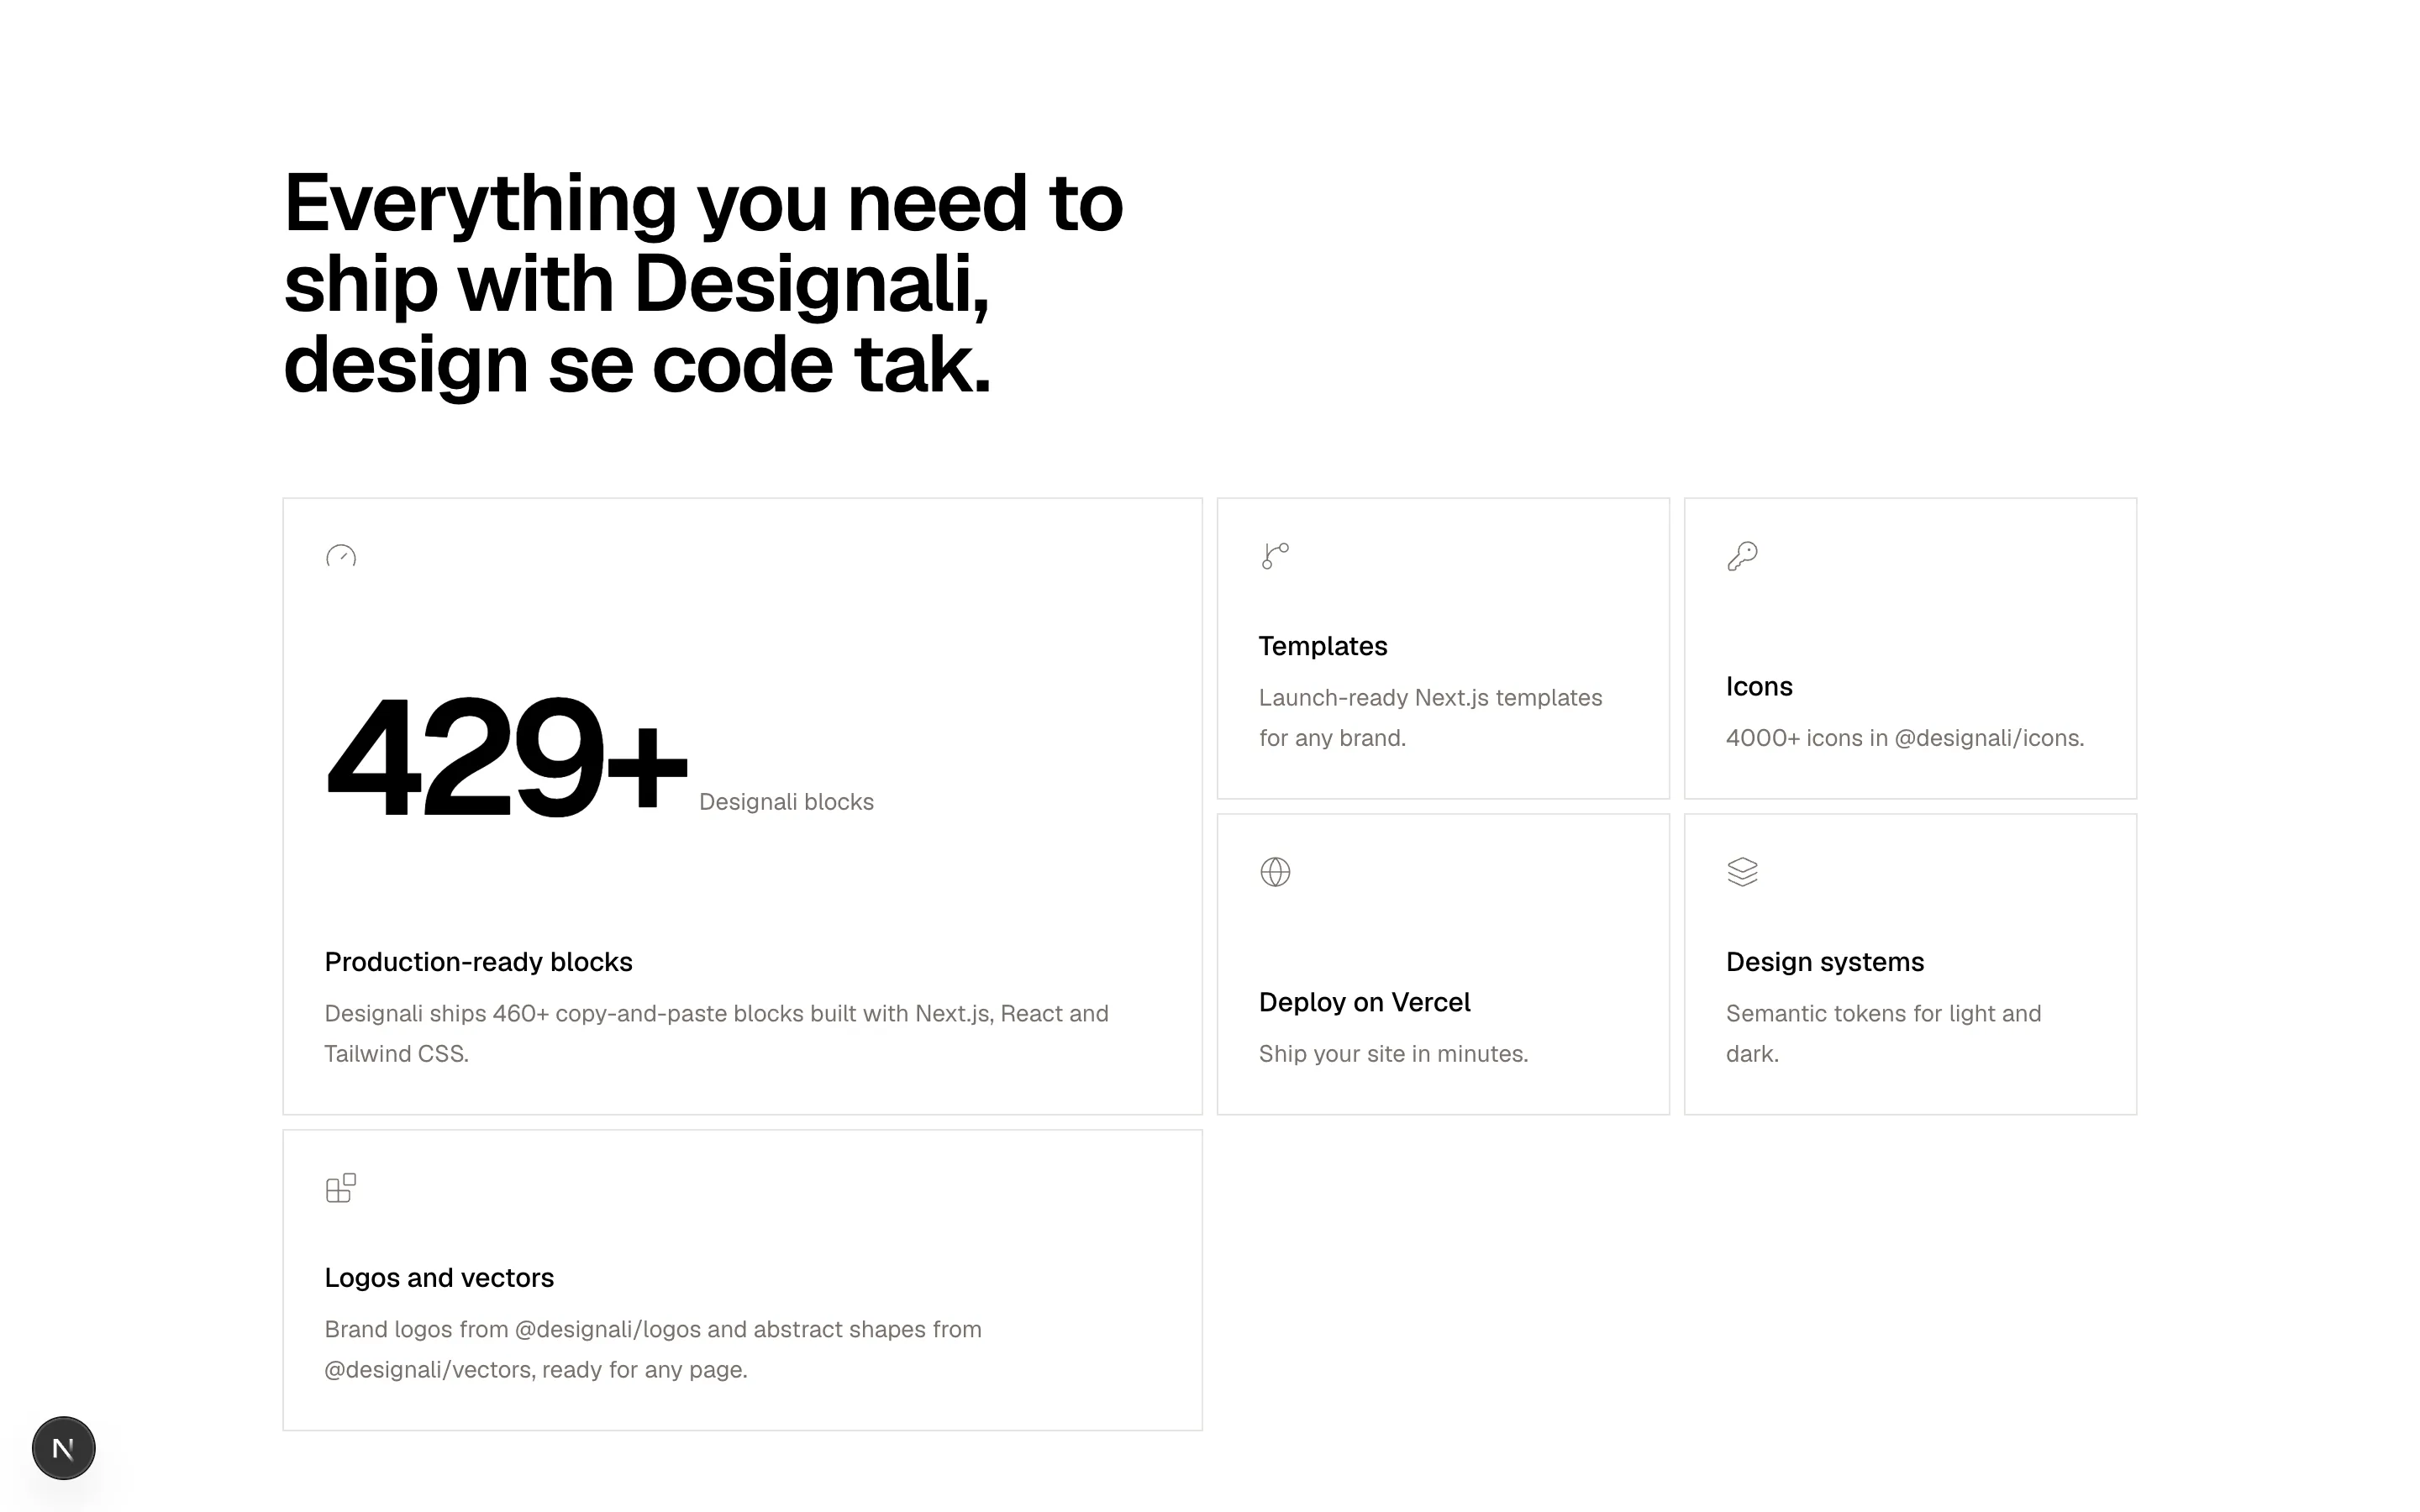 Everything you need to
ship with Designali,
design se code tak.
429+ Designali blocks
Production-ready blocks
Designali ships 460+ copy-and-paste blocks built with Next.js, React and
Tailwind CSS.
Templates
Launch-ready Next.js templates
for any brand.
Icons
4000+ icons in @designali/icons.
Deploy on Vercel
Ship your site in minutes.
Design systems
Semantic tokens for light and
dark.
Logos and vectors
Brand logos from @designali/logos and abstract shapes from
@designali/vectors, ready for any page.
N